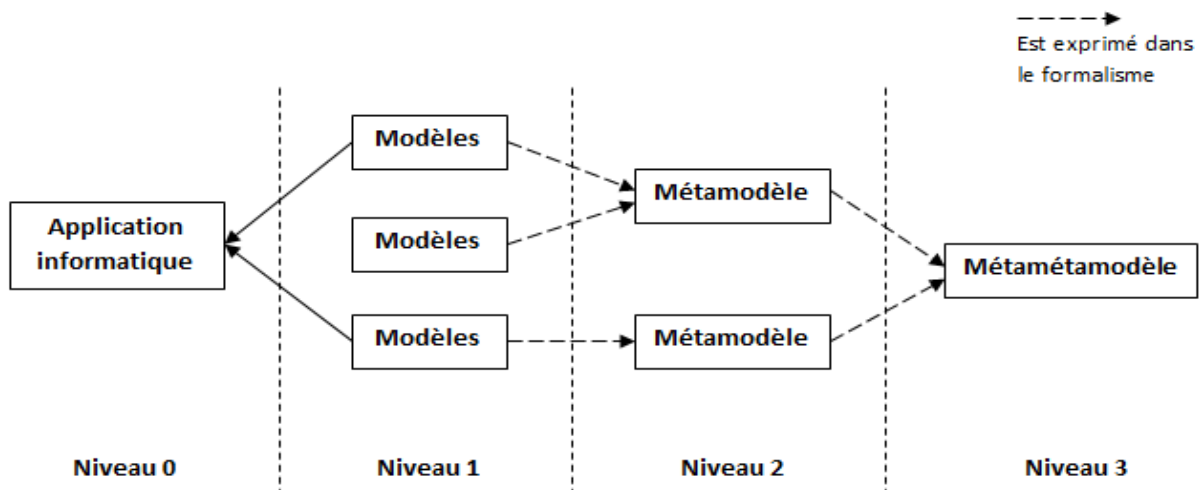 Est exprimé dans
le formalisme
Modèles
Métamodèle
Application
informatique
Modèles
Métamétamodèle
Modèles
Métamodèle
Niveau 0
Niveau 1
Niveau 2
Niveau 3